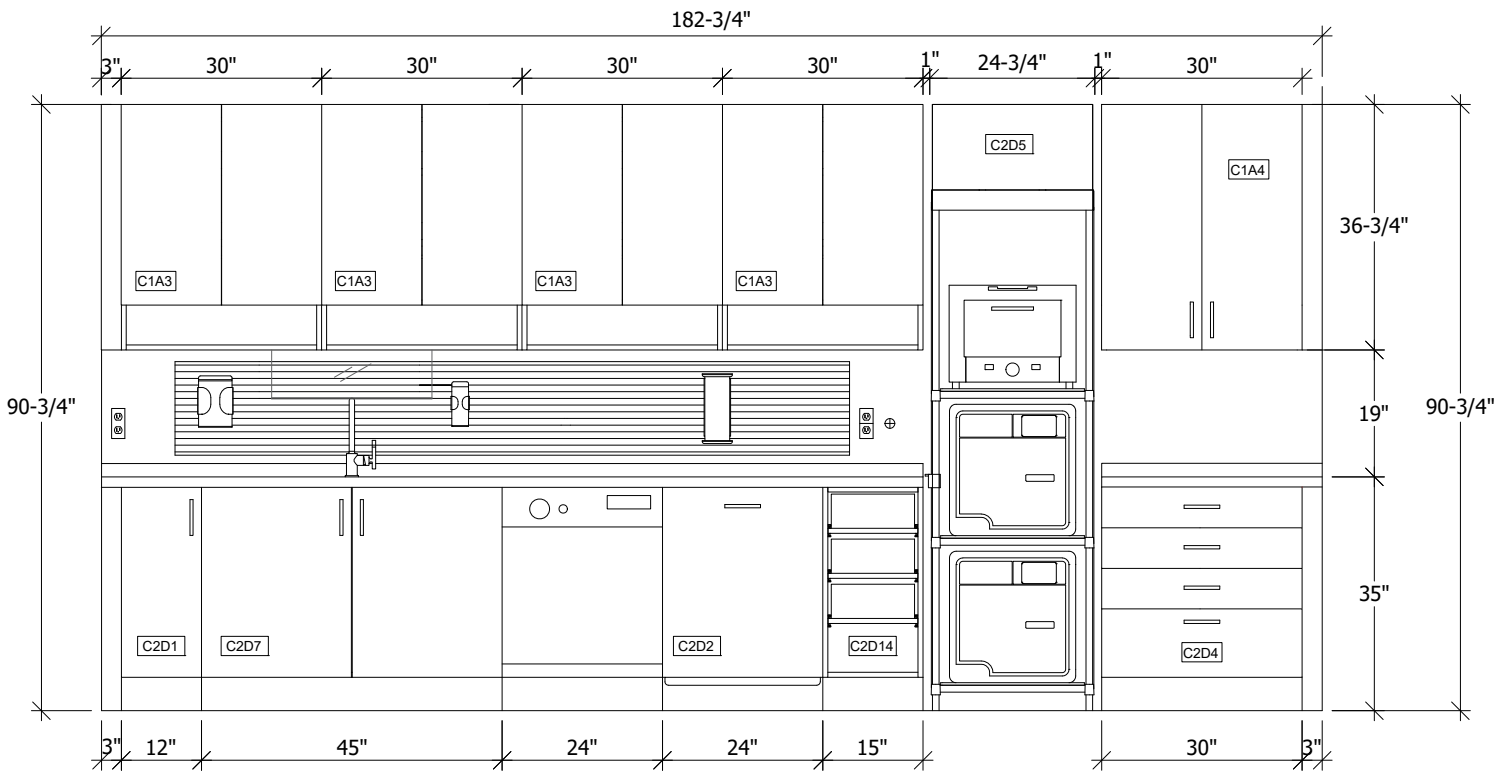 182-3/4"
3" 30" 30" 30" 30" 1" 24-3/4" 1" 30"
C2D5
C1A4
36-3/4"
C1A3 C1A3 C1A3 C1A3
90-3/4" 19" 90-3/4"
35"
C2D1 C2D7 C2D2 C2D14 C2D4
3" 12" 45" 24" 24" 15" 30" 3"